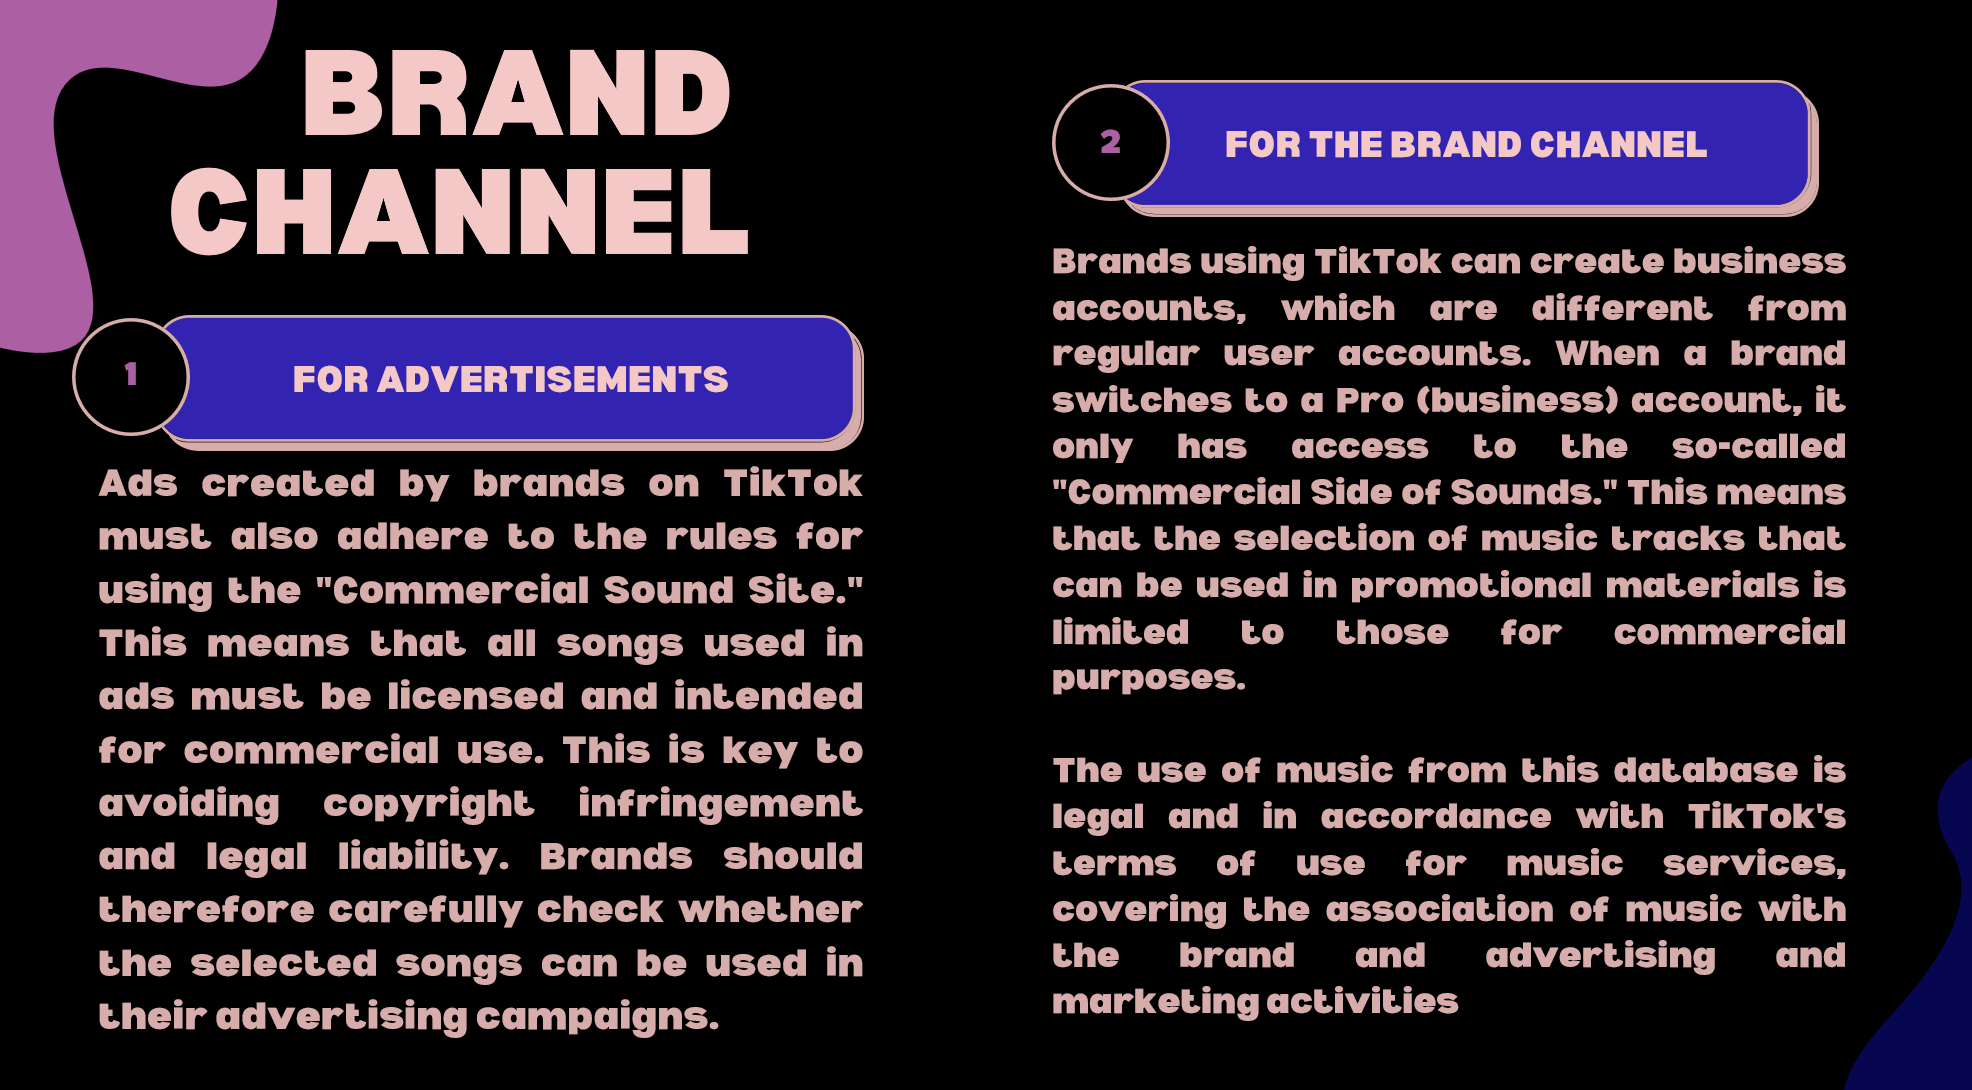 BRAND
CHANNEL
1
FOR ADVERTISEMENTS
Ads created by brands on TikTok
must also adhere to the rules for
using the "Commercial Sound Site."
This means that all songs used in
ads must be licensed and intended
for commercial use. This is key to
avoiding copyright infringement
and legal liability. Brands should
therefore carefully check whether
the selected songs can be used in
their advertising campaigns.
2
FOR THE BRAND CHANNEL
Brands using TikTok can create business
accounts, which are different from
regular user accounts. When a brand
switches to a Pro (business) account, it
only has access to the so-called
"Commercial Side of Sounds." This means
that the selection of music tracks that
can be used in promotional materials is
limited to those for commercial
purposes.
The use of music from this database is
legal and in accordance with TikTok's
terms of use for music services,
covering the association of music with
the brand and advertising and
marketing activities